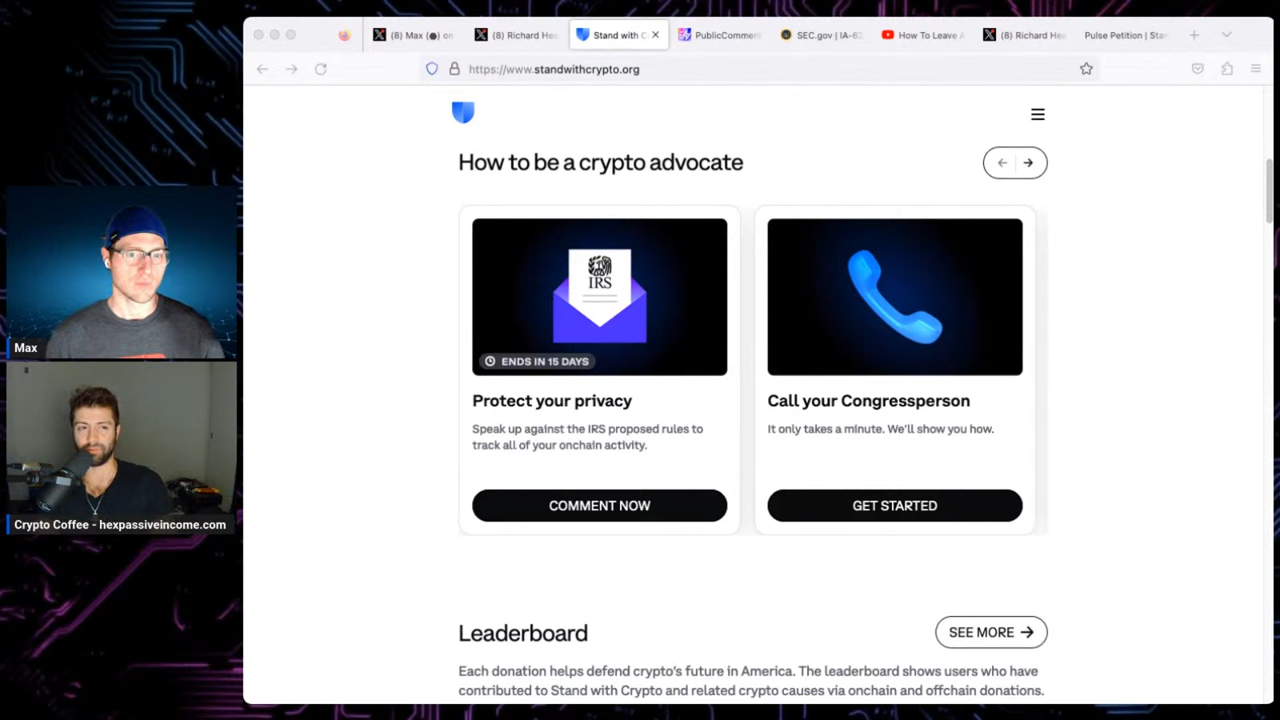 (8) Max (⬣) on
(8) Richard Hea
Stand with C
PublicCommen
SEC.gov | IA-62
How To Leave A
(8) Richard Hea
Pulse Petition | Stan
https://www.standwithcrypto.org
How to be a crypto advocate
IRS
ENDS IN 15 DAYS
Protect your privacy
Call your Congressperson
Speak up against the IRS proposed rules to
track all of your onchain activity.
It only takes a minute. We'll show you how.
COMMENT NOW
GET STARTED
Leaderboard
SEE MORE →
Each donation helps defend crypto's future in America. The leaderboard shows users who have
contributed to Stand with Crypto and related crypto causes via onchain and offchain donations.
Max
Crypto Coffee - hexpassiveincome.com